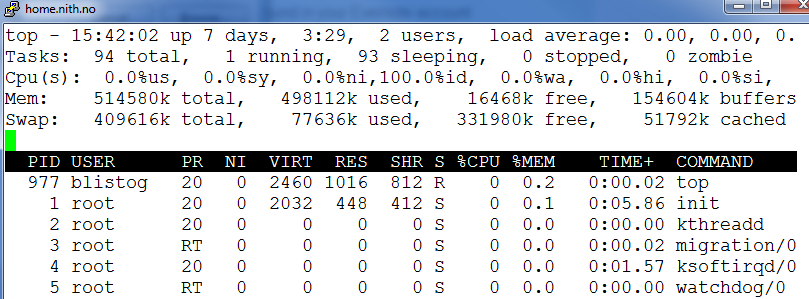 home.nith.no
top - 15:42:02 up 7 days,  3:29,  2 users,  load average: 0.00, 0.00, 0.
Tasks:  94 total,   1 running,  93 sleeping,   0 stopped,   0 zombie
Cpu(s):  0.0%us,  0.0%sy,  0.0%ni,100.0%id,  0.0%wa,  0.0%hi,  0.0%si,
Mem:    514580k total,   498112k used,    16468k free,   154604k buffers
Swap:   409616k total,    77636k used,   331980k free,    51792k cached
PID USER      PR  NI  VIRT  RES  SHR S %CPU %MEM    TIME+  COMMAND
977 blistog   20   0  2460 1016  812 R    0  0.2   0:00.02 top
1 root      20   0  2032  448  412 S    0  0.1   0:05.86 init
2 root      20   0     0    0    0 S    0  0.0   0:00.00 kthreadd
3 root      RT   0     0    0    0 S    0  0.0   0:00.02 migration/0
4 root      20   0     0    0    0 S    0  0.0   0:01.57 ksoftirqd/0
5 root      RT   0     0    0    0 S    0  0.0   0:00.00 watchdog/0